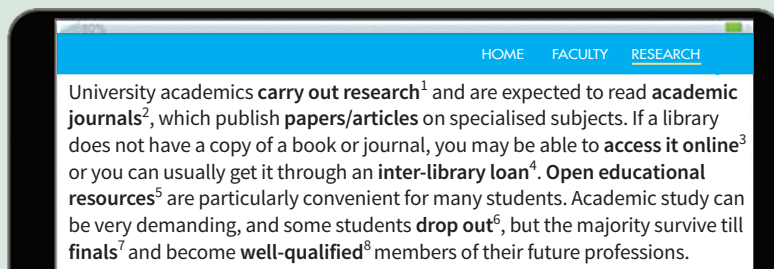 80%
HOME FACULTY RESEARCH
University academics carry out research¹ and are expected to read academic
journals², which publish papers/articles on specialised subjects. If a library
does not have a copy of a book or journal, you may be able to access it online³
or you can usually get it through an inter-library loan⁴. Open educational
resources⁵ are particularly convenient for many students. Academic study can
be very demanding, and some students drop out⁶, but the majority survive till
finals⁷ and become well-qualified⁸ members of their future professions.